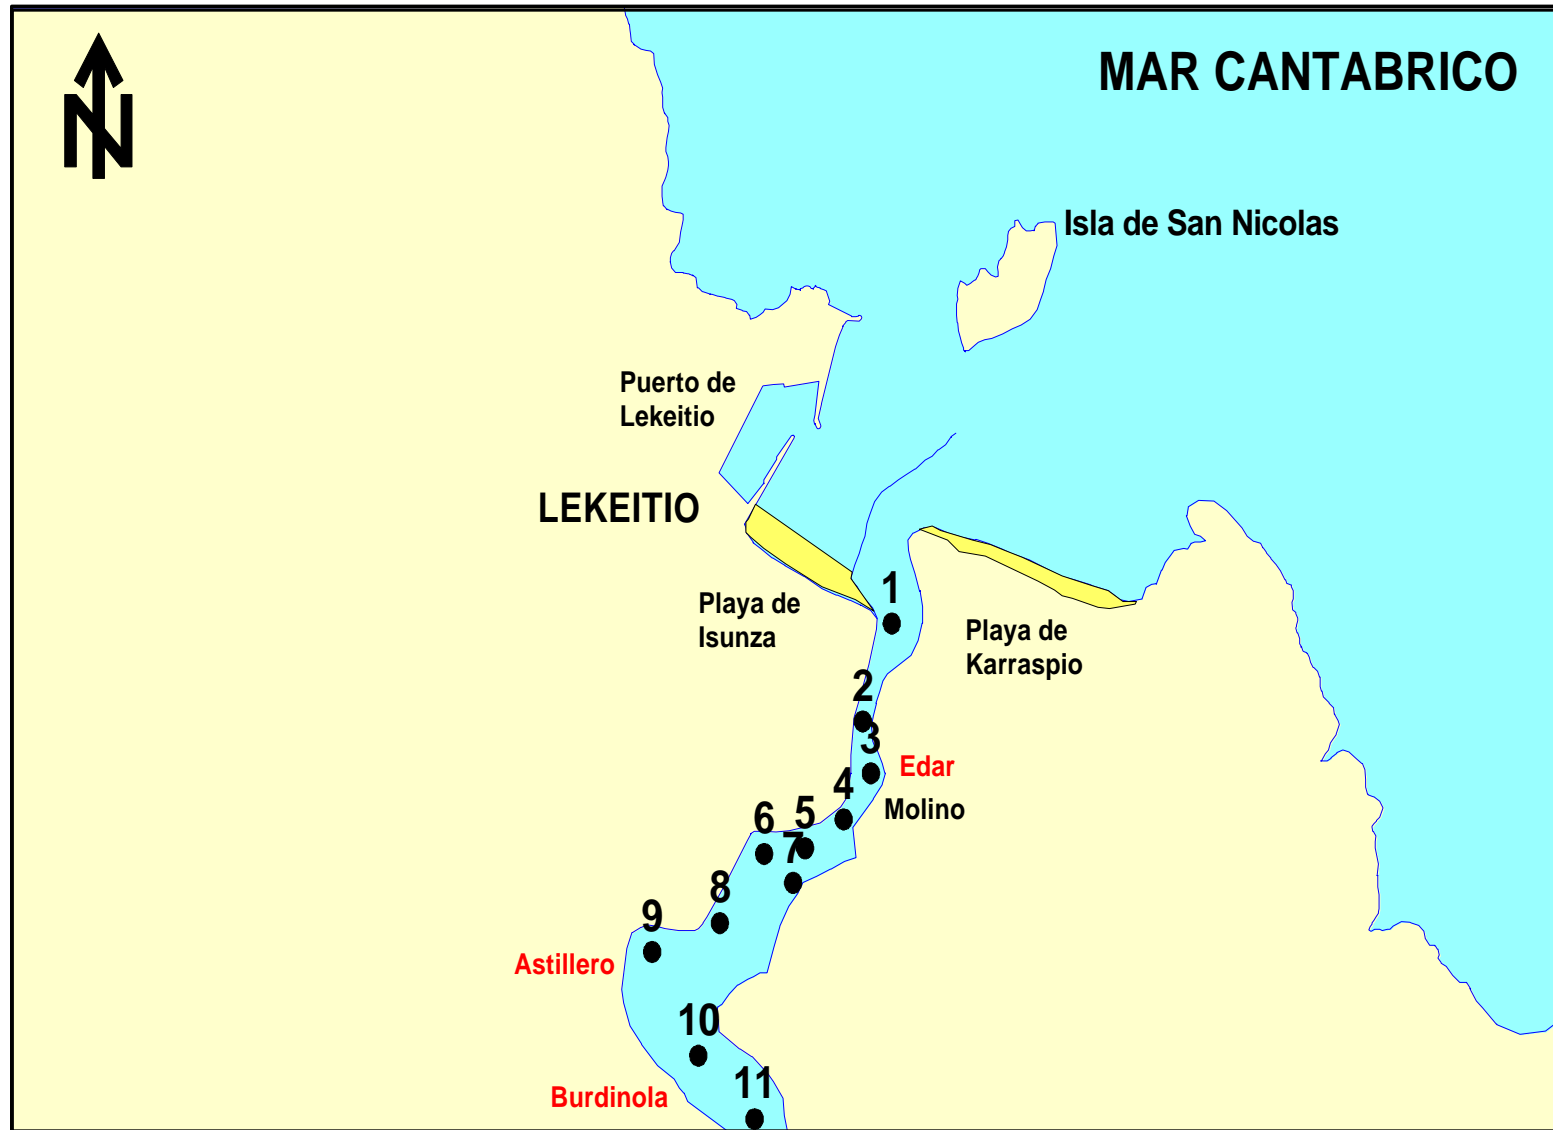 N
MAR CANTABRICO
Isla de San Nicolas
Puerto de
Lekeitio
LEKEITIO
Playa de
Isunza
1
Playa de
Karraspio
2
3
Edar
4
Molino
5
6
7
8
9
Astillero
10
11
Burdinola